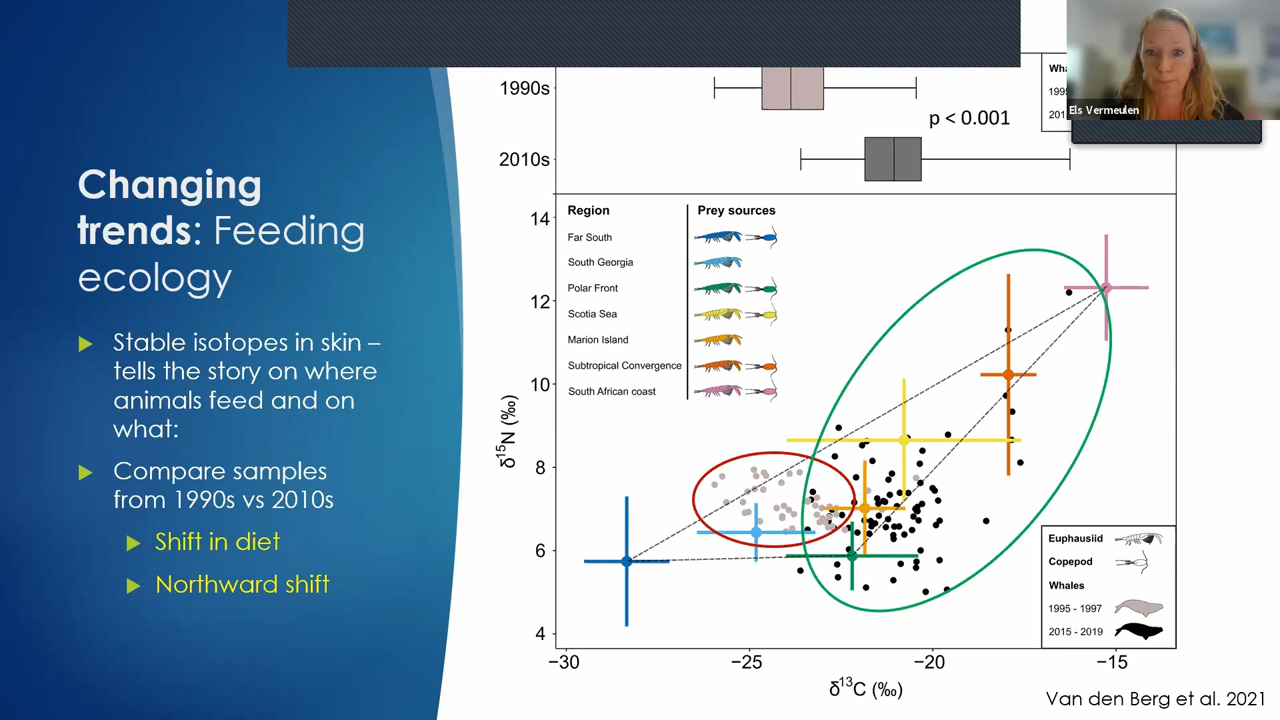 Changing
trends: Feeding
ecology
Stable isotopes in skin –
tells the story on where
animals feed and on
what:
Compare samples
from 1990s vs 2010s
Shift in diet
Northward shift
1990s
2010s
p < 0.001
Els Vermeulen
Region Prey sources
Far South
South Georgia
Polar Front
Scotia Sea
Marion Island
Subtropical Convergence
South African coast
14
12
10
8
6
4
δ15N (‰)
−30 −25 −20 −15
δ13C (‰)
Euphausiid
Copepod
Whales
1995 - 1997
2015 - 2019
Van den Berg et al. 2021